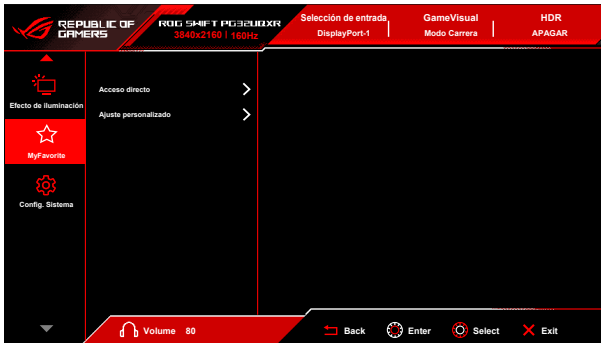 REPUBLIC OF
GAMERS
ROG SWIFT PG32UQXR
3840x2160 | 160Hz
Selección de entrada
DisplayPort-1
GameVisual
Modo Carrera
HDR
APAGAR
Efecto de iluminación
MyFavorite
Config. Sistema
Acceso directo
Ajuste personalizado
Volume 80
Back
Enter
Select
Exit